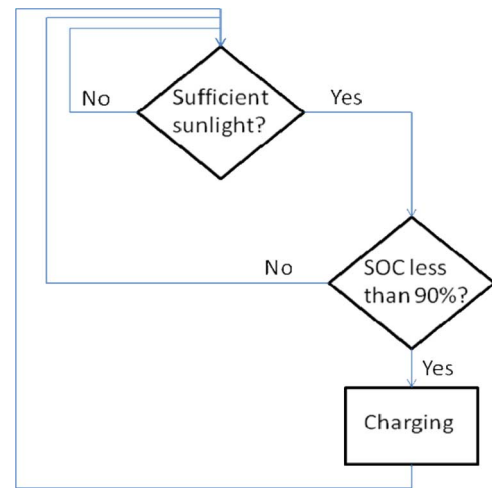 Sufficient
sunlight?
No
Yes
No
SOC less
than 90%?
Yes
Charging